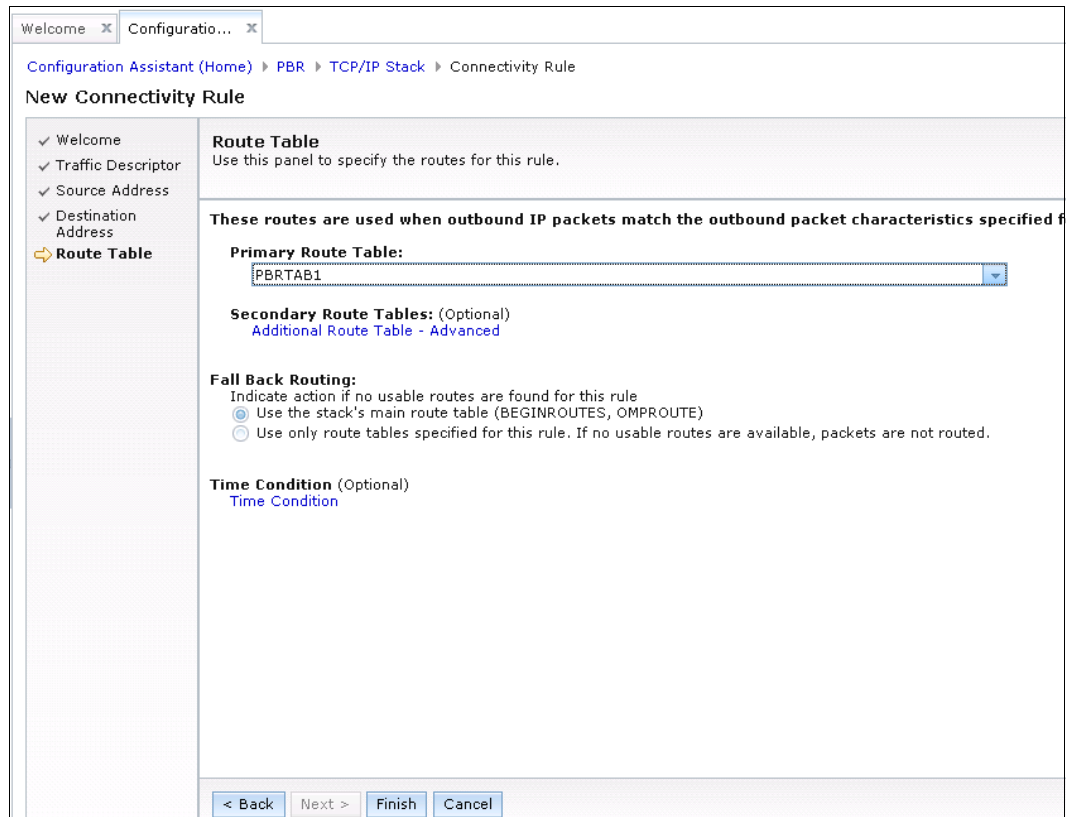 Welcome X Configuratio... X
Configuration Assistant (Home) PBR TCP/IP Stack Connectivity Rule
New Connectivity Rule
Welcome
Traffic Descriptor
Source Address
Destination
Address
Route Table
Route Table
Use this panel to specify the routes for this rule.
These routes are used when outbound IP packets match the outbound packet characteristics specified f
Primary Route Table:
PBRTAB1
Secondary Route Tables: (Optional)
Additional Route Table - Advanced
Fall Back Routing:
Indicate action if no usable routes are found for this rule
Use the stack's main route table (BEGINROUTES, OMPROUTE)
Use only route tables specified for this rule. If no usable routes are available, packets are not routed.
Time Condition (Optional)
Time Condition
< Back Next > Finish Cancel